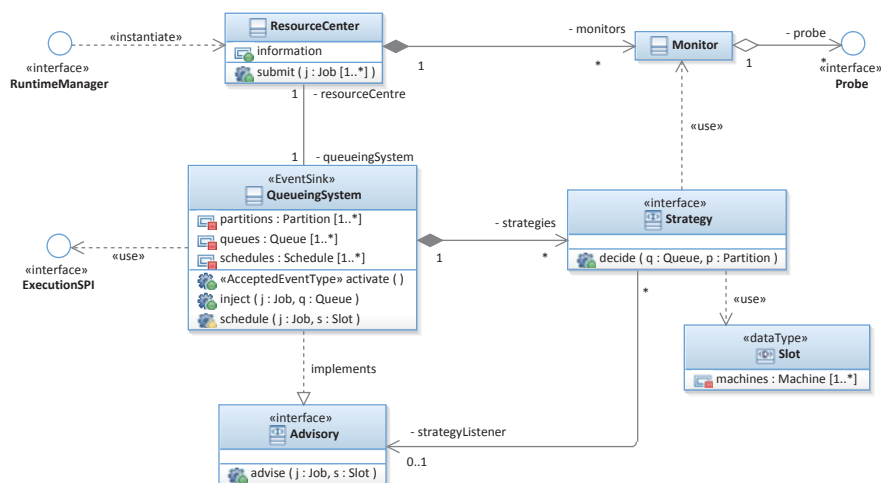 ResourceCenter
information
submit ( j : Job [1..*] )
«instantiate»
«interface»
RuntimeManager
- monitors
1
*
Monitor
- probe
1
*
«interface»
Probe
1
- resourceCentre
«use»
1
- queueingSystem
«EventSink»
QueueingSystem
partitions : Partition [1..*]
queues : Queue [1..*]
schedules : Schedule [1..*]
«AcceptedEventType» activate ( )
inject ( j : Job, q : Queue )
schedule ( j : Job, s : Slot )
«use»
«interface»
ExecutionSPI
- strategies
1
*
«interface»
Strategy
decide ( q : Queue, p : Partition )
*
«use»
«dataType»
Slot
machines : Machine [1..*]
implements
«interface»
Advisory
advise ( j : Job, s : Slot )
- strategyListener
0..1